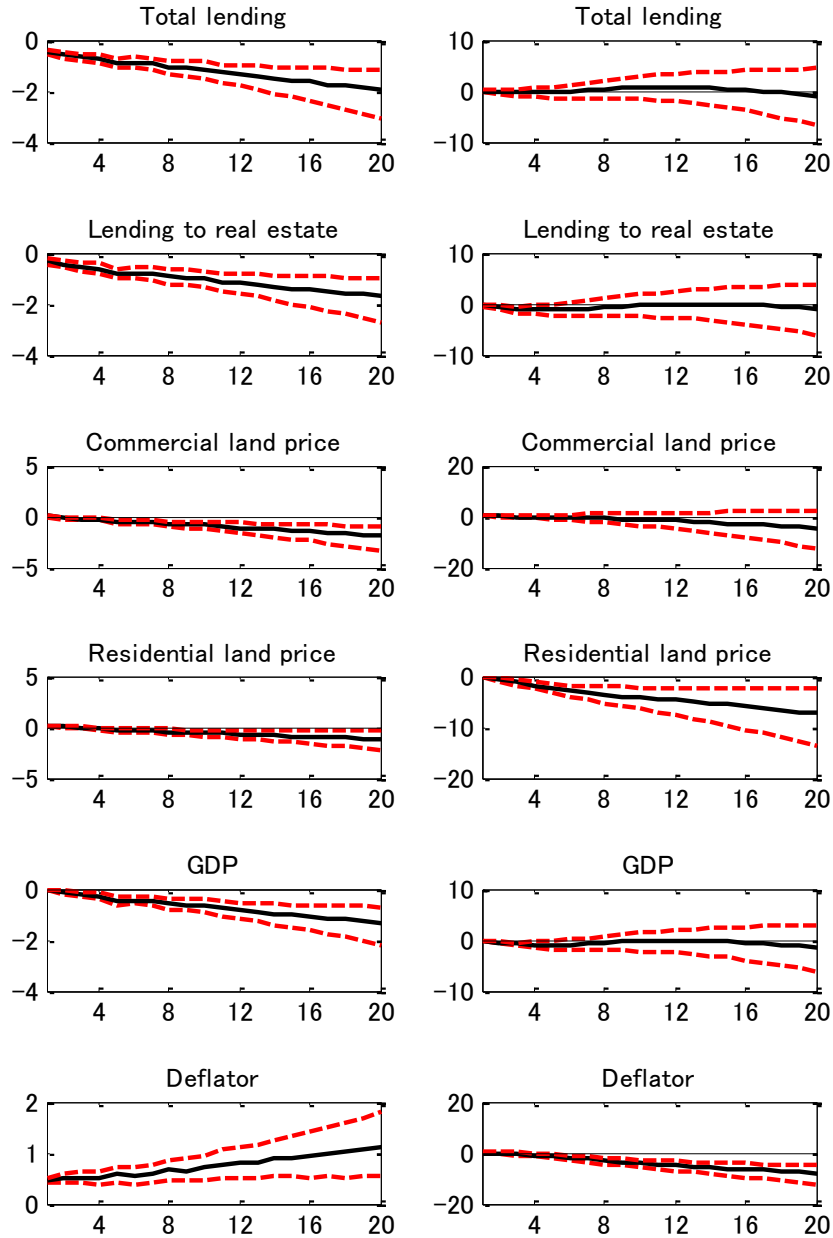 Total lending
0
−2
−4
4 8 12 16 20
Total lending
10
0
−10
4 8 12 16 20
Lending to real estate
0
−2
−4
4 8 12 16 20
Lending to real estate
10
0
−10
4 8 12 16 20
Commercial land price
5
0
−5
4 8 12 16 20
Commercial land price
20
0
−20
4 8 12 16 20
Residential land price
5
0
−5
4 8 12 16 20
Residential land price
0
−10
−20
4 8 12 16 20
GDP
0
−2
−4
4 8 12 16 20
GDP
10
0
−10
4 8 12 16 20
Deflator
2
1
0
4 8 12 16 20
Deflator
20
0
−20
4 8 12 16 20